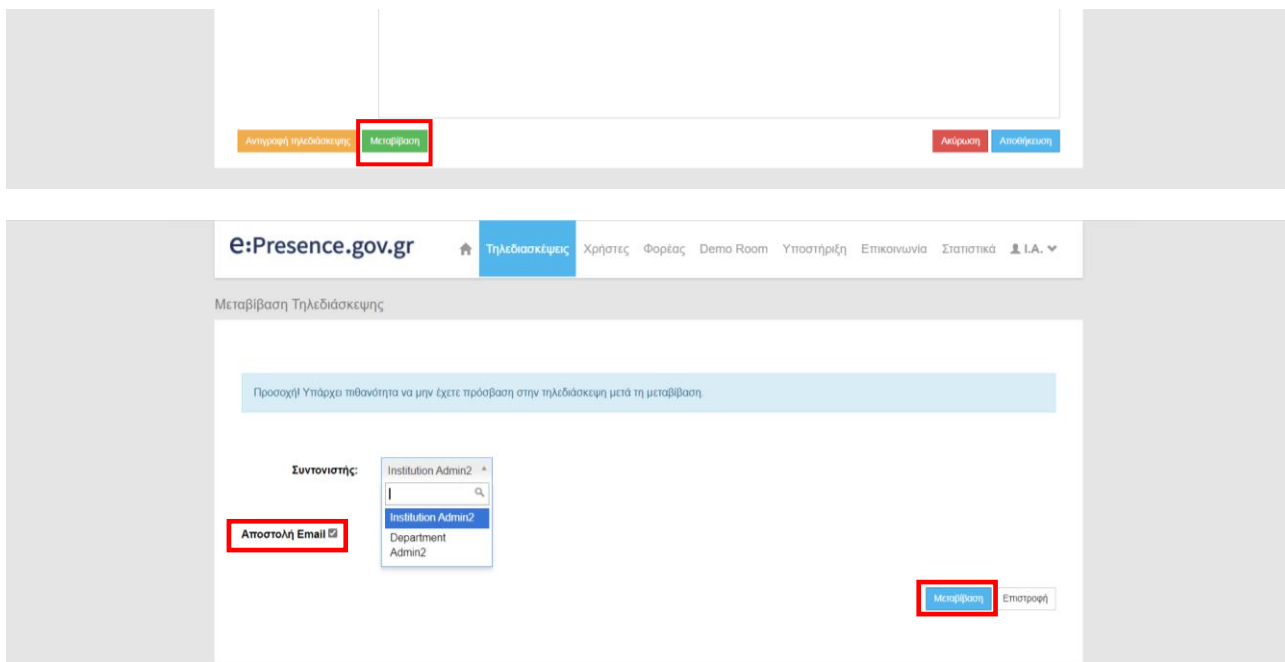 Αντιγραφή τηλεδιάσκεψης Μεταβίβαση Ακύρωση Αποθήκευση
e:Presence.gov.gr Τηλεδιασκέψεις Χρήστες Φορέας Demo Room Υποστήριξη Επικοινωνία Στατιστικά I.A.
Μεταβίβαση Τηλεδιάσκεψης
Προσοχή! Υπάρχει πιθανότητα να μην έχετε πρόσβαση στην τηλεδιάσκεψη μετά τη μεταβίβαση.
Συντονιστής: Institution Admin2
Institution Admin2
Αποστολή Email Department
Admin2
Μεταβίβαση Επιστροφή